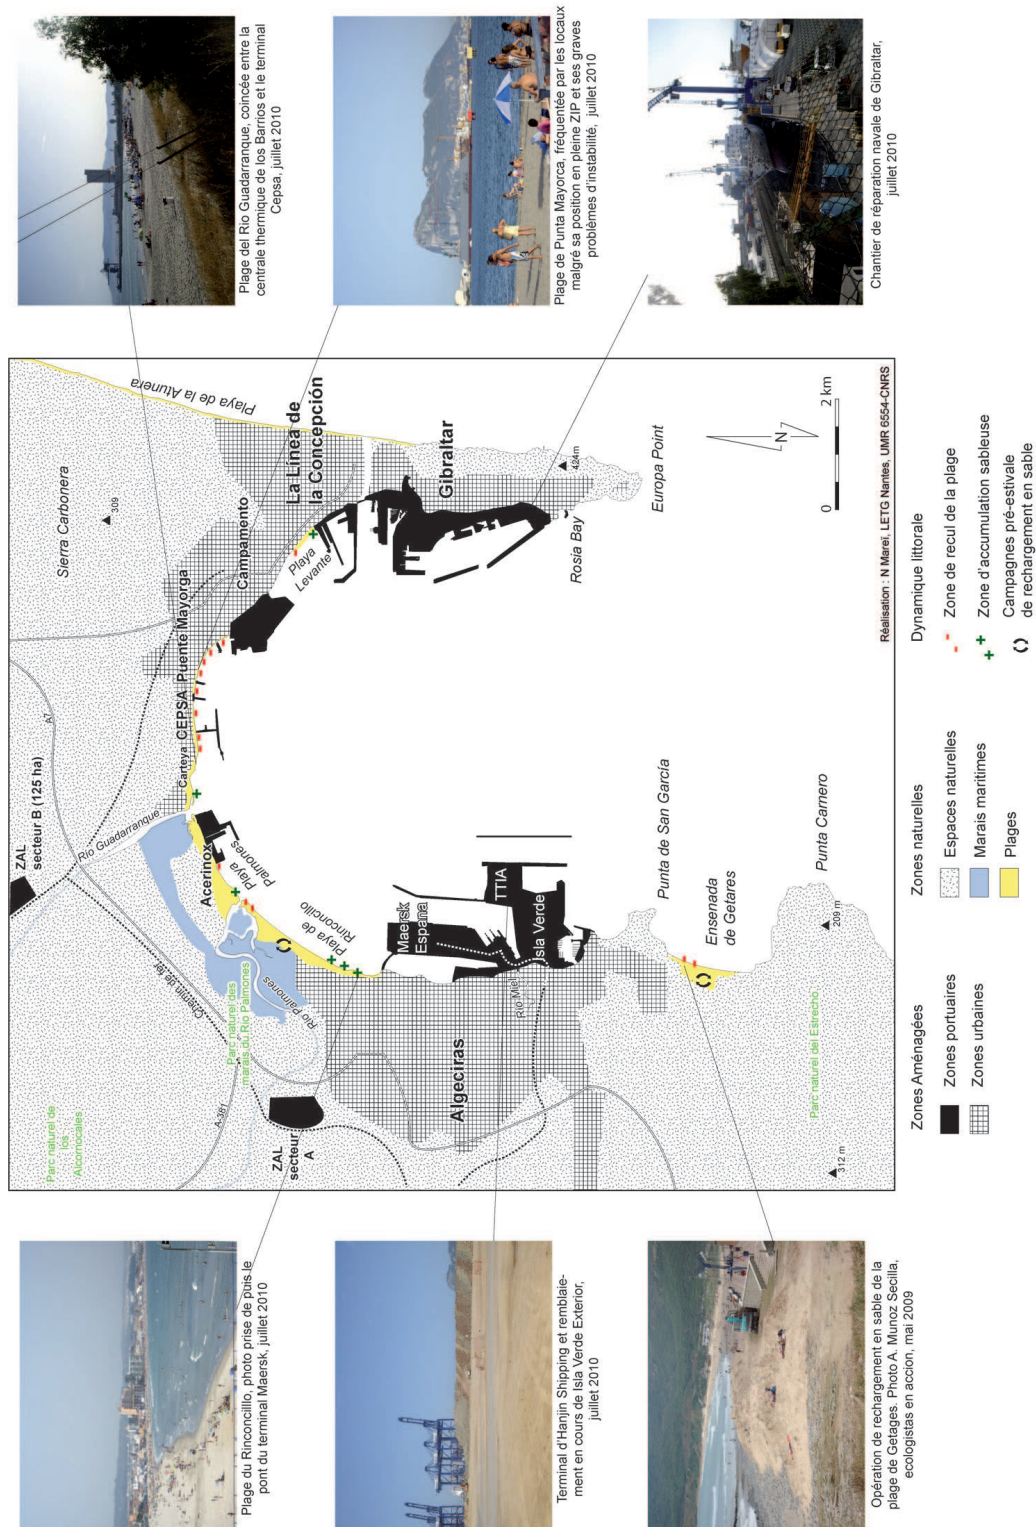 Plage du Rinconcillo, photo prise de puis le
pont du terminal Maersk, juillet 2010
Terminal d'Hanjin Shipping et remblaie-
ment en cours de Isla Verde Exterior,
juillet 2010
Opération de rechargement en sable de la
plage de Getages. Photo A. Munoz Secilla,
ecologistas en accion, mai 2009
Parc naturel de
los
Alcornocales
A-381
ZAL
secteur
A
Chemin de fer
Parc naturel des
marais du Rio Palmones
Rio Palmones
ZAL
secteur B (125 ha)
Rio Guadarranque
A7
Acerinox
Playa
Palmones
Playa de
Rinconcillo
Carteya
CEPSA
Puente Mayorga
Campamento
Sierra Carbonera
309
Playa de la Atunera
La Linea de
la Concepción
Playa
Levante
Gibraltar
424m
Rosia Bay
Europa Point
Algeciras
Maersk
Espana
TTIA
Isla Verde
Rio Miel
Punta de San García
Ensenada
de Getares
Punta Carnero
209 m
312 m
Parc naturel del Estrecho
N
0 2 km
Réalisation : N Mareï, LETG Nantes, UMR 6554-CNRS
Zones Aménagées
Zones portuaires
Zones urbaines
Zones naturelles
Espaces naturelles
Marais maritimes
Plages
Dynamique littorale
Zone de recul de la plage
Zone d'accumulation sableuse
Campagnes pré-estivale
de rechargement en sable
Plage del Rio Guadarranque, coincée entre la
centrale thermique de los Barrios et le terminal
Cepsa, juillet 2010
Plage de Punta Mayorca, fréquentée par les locaux
malgré sa position en pleine ZIP et ses graves
problèmes d'instabilité, juillet 2010
Chantier de réparation navale de Gibraltar,
juillet 2010